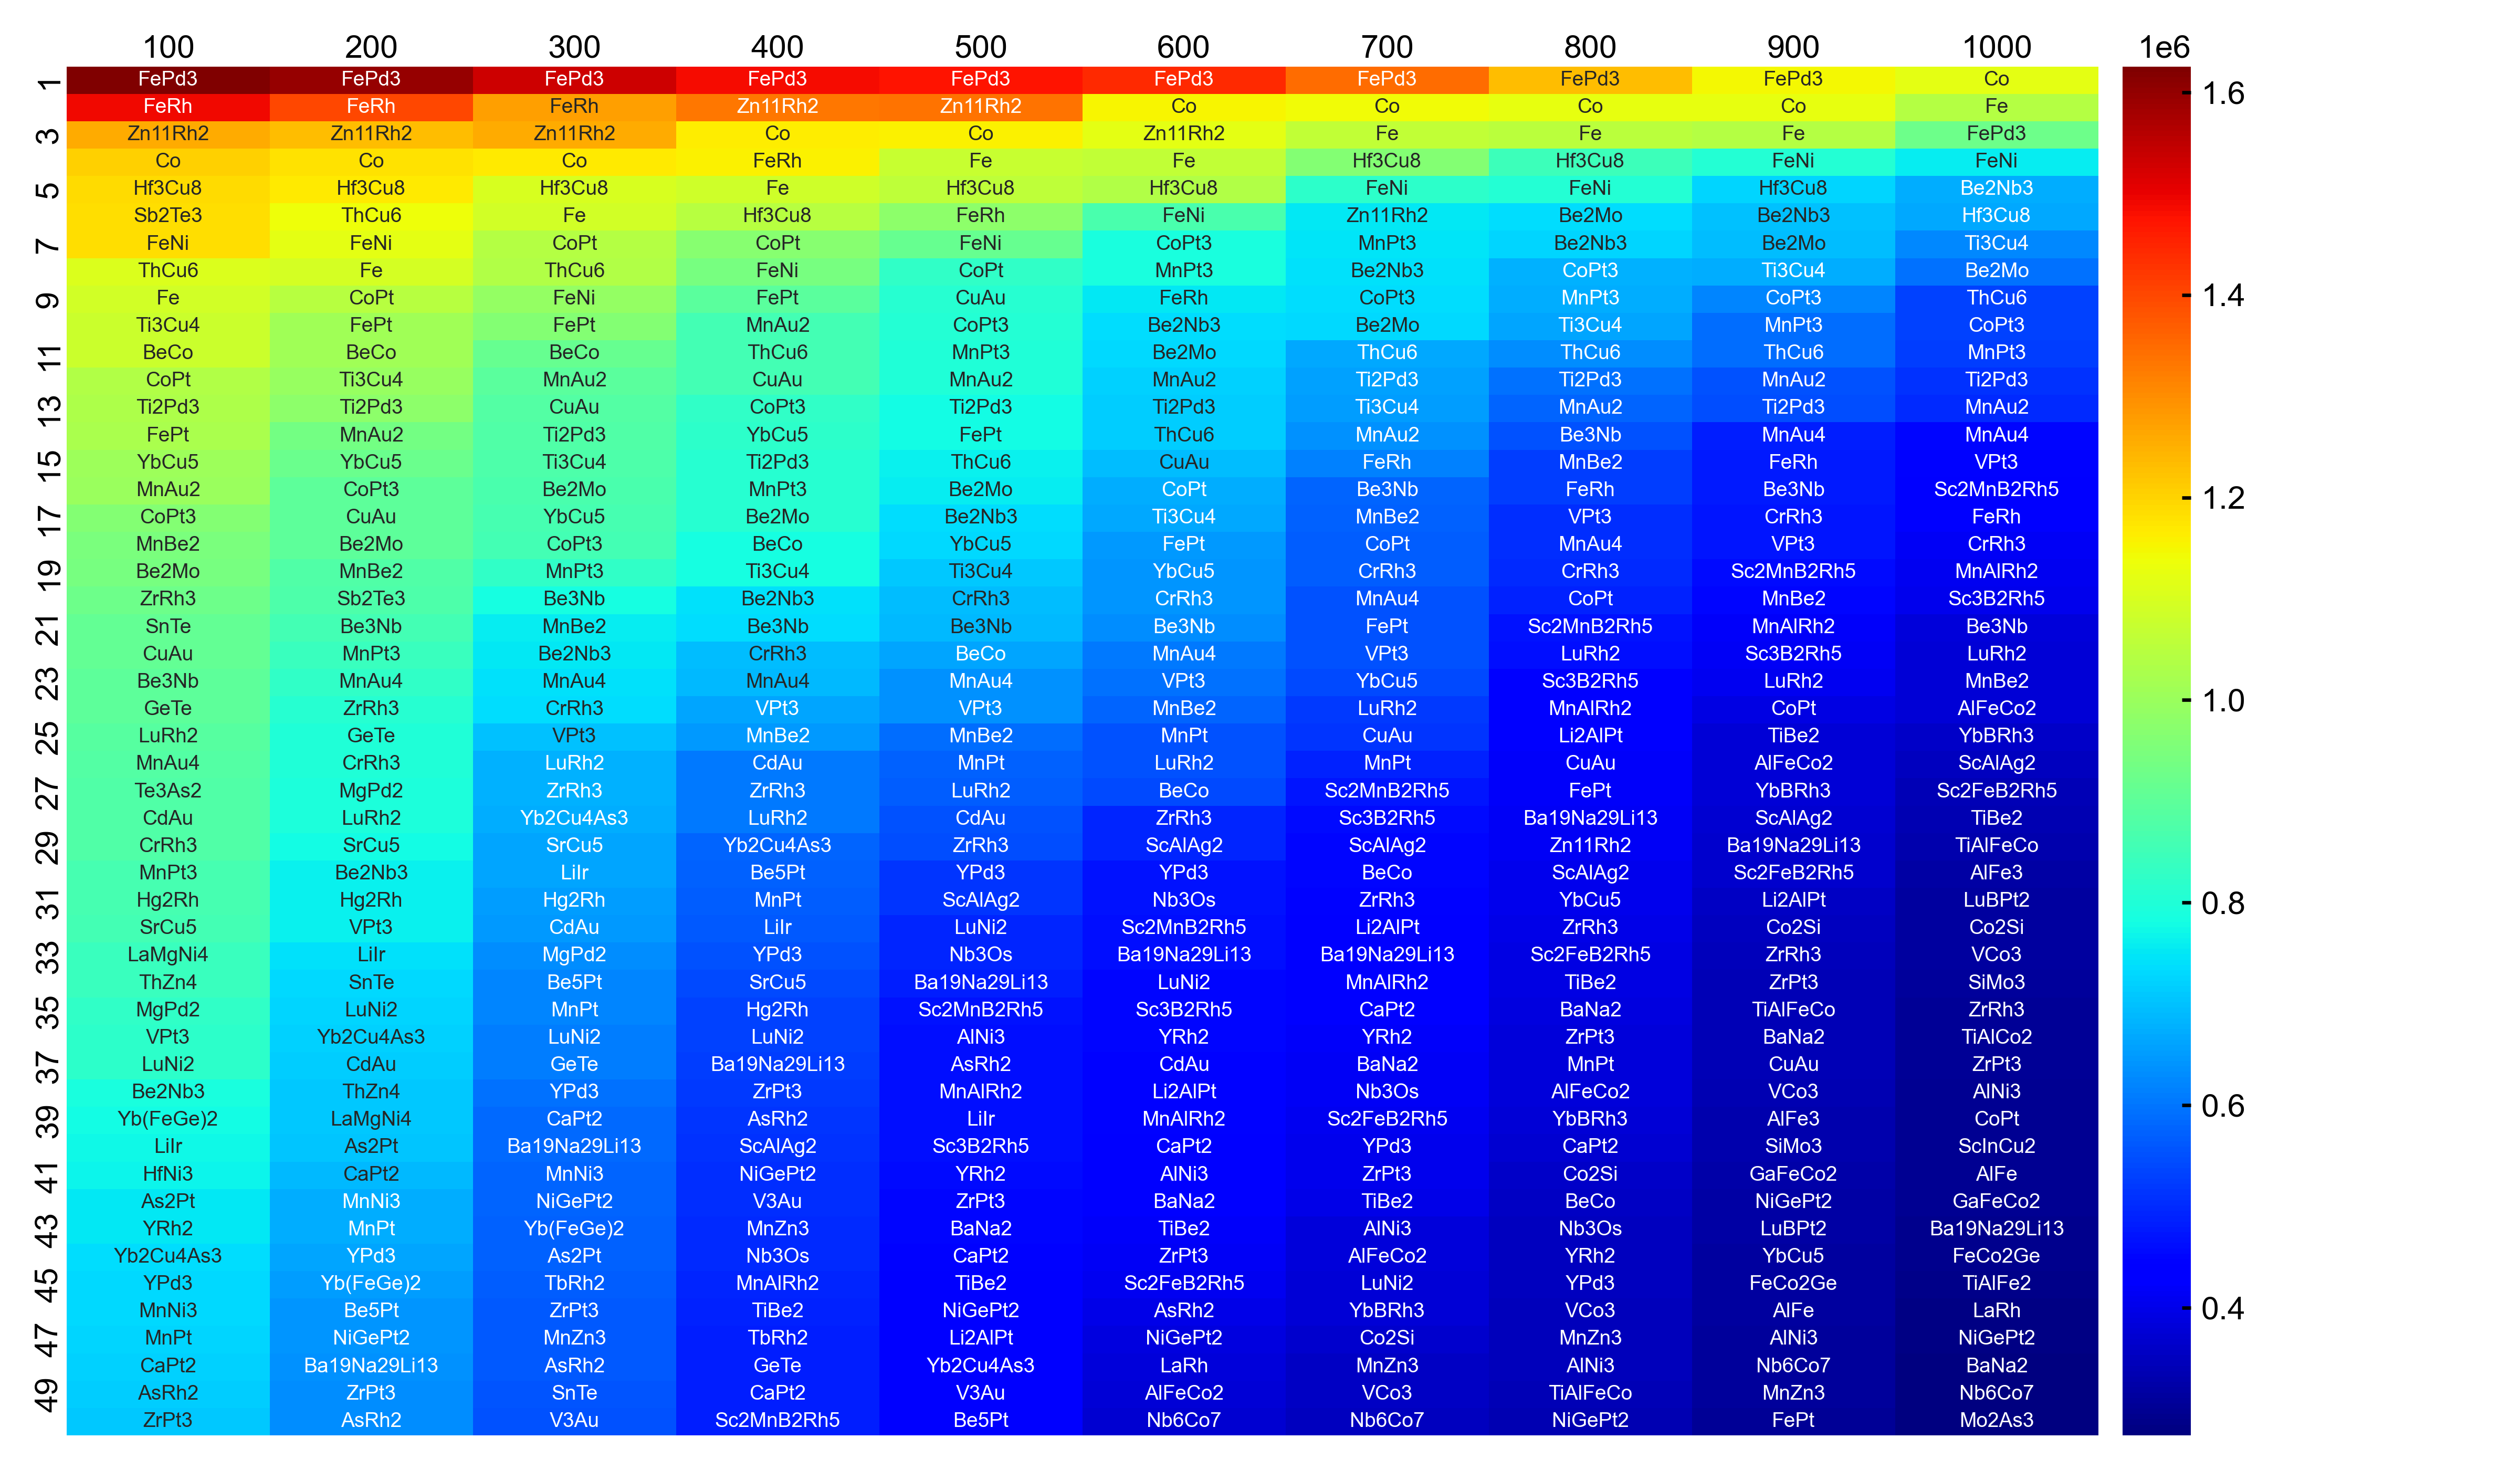 100 200 300 400 500 600 700 800 900 1000 1e6
1 FePd3 FePd3 FePd3 FePd3 FePd3 FePd3 FePd3 FePd3 FePd3 Co 1.6
FeRh FeRh FeRh Zn11Rh2 Zn11Rh2 Co Co Co Co Fe
3 Zn11Rh2 Zn11Rh2 Zn11Rh2 Co Co Zn11Rh2 Fe Fe Fe FePd3
Co Co Co FeRh Fe Fe Hf3Cu8 Hf3Cu8 FeNi FeNi
5 Hf3Cu8 Hf3Cu8 Hf3Cu8 Fe Hf3Cu8 Hf3Cu8 FeNi FeNi Hf3Cu8 Be2Nb3
Sb2Te3 ThCu6 Fe Hf3Cu8 FeRh FeNi Zn11Rh2 Be2Mo Be2Nb3 Hf3Cu8
7 FeNi FeNi CoPt CoPt FeNi CoPt3 MnPt3 Be2Nb3 Be2Mo Ti3Cu4
ThCu6 Fe ThCu6 FeNi CoPt MnPt3 Be2Nb3 CoPt3 Ti3Cu4 Be2Mo
9 Fe CoPt FeNi FePt CuAu FeRh CoPt3 MnPt3 CoPt3 ThCu6 1.4
Ti3Cu4 FePt FePt MnAu2 CoPt3 Be2Nb3 Be2Mo Ti3Cu4 MnPt3 CoPt3
11 BeCo BeCo BeCo ThCu6 MnPt3 Be2Mo ThCu6 ThCu6 ThCu6 MnPt3
CoPt Ti3Cu4 MnAu2 CuAu MnAu2 MnAu2 Ti2Pd3 Ti2Pd3 MnAu2 Ti2Pd3
13 Ti2Pd3 Ti2Pd3 CuAu CoPt3 Ti2Pd3 Ti2Pd3 Ti3Cu4 MnAu2 Ti2Pd3 MnAu2
FePt MnAu2 Ti2Pd3 YbCu5 FePt ThCu6 MnAu2 Be3Nb MnAu4 MnAu4
15 YbCu5 YbCu5 Ti3Cu4 Ti2Pd3 ThCu6 CuAu FeRh MnBe2 FeRh VPt3
MnAu2 CoPt3 Be2Mo MnPt3 Be2Mo CoPt Be3Nb FeRh Be3Nb Sc2MnB2Rh5 1.2
17 CoPt3 CuAu YbCu5 Be2Mo Be2Nb3 Ti3Cu4 MnBe2 VPt3 CrRh3 FeRh
MnBe2 Be2Mo CoPt3 BeCo YbCu5 FePt CoPt MnAu4 VPt3 CrRh3
19 Be2Mo MnBe2 MnPt3 Ti3Cu4 Ti3Cu4 YbCu5 CrRh3 CrRh3 Sc2MnB2Rh5 MnAlRh2
ZrRh3 Sb2Te3 Be3Nb Be2Nb3 CrRh3 CrRh3 MnAu4 CoPt MnBe2 Sc3B2Rh5
21 SnTe Be3Nb MnBe2 Be3Nb Be3Nb Be3Nb FePt Sc2MnB2Rh5 MnAlRh2 Be3Nb
CuAu MnPt3 Be2Nb3 CrRh3 BeCo MnAu4 VPt3 LuRh2 Sc3B2Rh5 LuRh2
23 Be3Nb MnAu4 MnAu4 MnAu4 MnAu4 VPt3 YbCu5 Sc3B2Rh5 LuRh2 MnBe2
GeTe ZrRh3 CrRh3 VPt3 VPt3 MnBe2 LuRh2 MnAlRh2 CoPt AlFeCo2 1.0
25 LuRh2 GeTe VPt3 MnBe2 MnBe2 MnPt CuAu Li2AlPt TiBe2 YbBRh3
MnAu4 CrRh3 LuRh2 CdAu MnPt LuRh2 MnPt CuAu AlFeCo2 ScAlAg2
27 Te3As2 MgPd2 ZrRh3 ZrRh3 LuRh2 BeCo Sc2MnB2Rh5 FePt YbBRh3 Sc2FeB2Rh5
CdAu LuRh2 Yb2Cu4As3 LuRh2 CdAu ZrRh3 Sc3B2Rh5 Ba19Na29Li13 ScAlAg2 TiBe2
29 CrRh3 SrCu5 SrCu5 Yb2Cu4As3 ZrRh3 ScAlAg2 ScAlAg2 Zn11Rh2 Ba19Na29Li13 TiAlFeCo
MnPt3 Be2Nb3 LiIr Be5Pt YPd3 YPd3 BeCo ScAlAg2 Sc2FeB2Rh5 AlFe3
31 Hg2Rh Hg2Rh Hg2Rh MnPt ScAlAg2 Nb3Os ZrRh3 YbCu5 Li2AlPt LuBPt2 0.8
SrCu5 VPt3 CdAu LiIr LuNi2 Sc2MnB2Rh5 Li2AlPt ZrRh3 Co2Si Co2Si
33 LaMgNi4 LiIr MgPd2 YPd3 Nb3Os Ba19Na29Li13 Ba19Na29Li13 Sc2FeB2Rh5 ZrRh3 VCo3
ThZn4 SnTe Be5Pt SrCu5 Ba19Na29Li13 LuNi2 MnAlRh2 TiBe2 ZrPt3 SiMo3
35 MgPd2 LuNi2 MnPt Hg2Rh Sc2MnB2Rh5 Sc3B2Rh5 CaPt2 BaNa2 TiAlFeCo ZrRh3
VPt3 Yb2Cu4As3 LuNi2 LuNi2 AlNi3 YRh2 YRh2 ZrPt3 BaNa2 TiAlCo2
37 LuNi2 CdAu GeTe Ba19Na29Li13 AsRh2 CdAu BaNa2 MnPt CuAu ZrPt3
Be2Nb3 ThZn4 YPd3 ZrPt3 MnAlRh2 Li2AlPt Nb3Os AlFeCo2 VCo3 AlNi3
39 Yb(FeGe)2 LaMgNi4 CaPt2 AsRh2 LiIr MnAlRh2 Sc2FeB2Rh5 YbBRh3 AlFe3 CoPt 0.6
LiIr As2Pt Ba19Na29Li13 ScAlAg2 Sc3B2Rh5 CaPt2 YPd3 CaPt2 SiMo3 ScInCu2
41 HfNi3 CaPt2 MnNi3 NiGePt2 YRh2 AlNi3 ZrPt3 Co2Si GaFeCo2 AlFe
As2Pt MnNi3 NiGePt2 V3Au ZrPt3 BaNa2 TiBe2 BeCo NiGePt2 GaFeCo2
43 YRh2 MnPt Yb(FeGe)2 MnZn3 BaNa2 TiBe2 AlNi3 Nb3Os LuBPt2 Ba19Na29Li13
Yb2Cu4As3 YPd3 As2Pt Nb3Os CaPt2 ZrPt3 AlFeCo2 YRh2 YbCu5 FeCo2Ge
45 YPd3 Yb(FeGe)2 TbRh2 MnAlRh2 TiBe2 Sc2FeB2Rh5 LuNi2 YPd3 FeCo2Ge TiAlFe2
MnNi3 Be5Pt ZrPt3 TiBe2 NiGePt2 AsRh2 YbBRh3 VCo3 AlFe LaRh 0.4
47 MnPt NiGePt2 MnZn3 TbRh2 Li2AlPt NiGePt2 Co2Si MnZn3 AlNi3 NiGePt2
CaPt2 Ba19Na29Li13 AsRh2 GeTe Yb2Cu4As3 LaRh MnZn3 AlNi3 Nb6Co7 BaNa2
49 AsRh2 ZrPt3 SnTe CaPt2 V3Au AlFeCo2 VCo3 TiAlFeCo MnZn3 Nb6Co7
ZrPt3 AsRh2 V3Au Sc2MnB2Rh5 Be5Pt Nb6Co7 Nb6Co7 NiGePt2 FePt Mo2As3